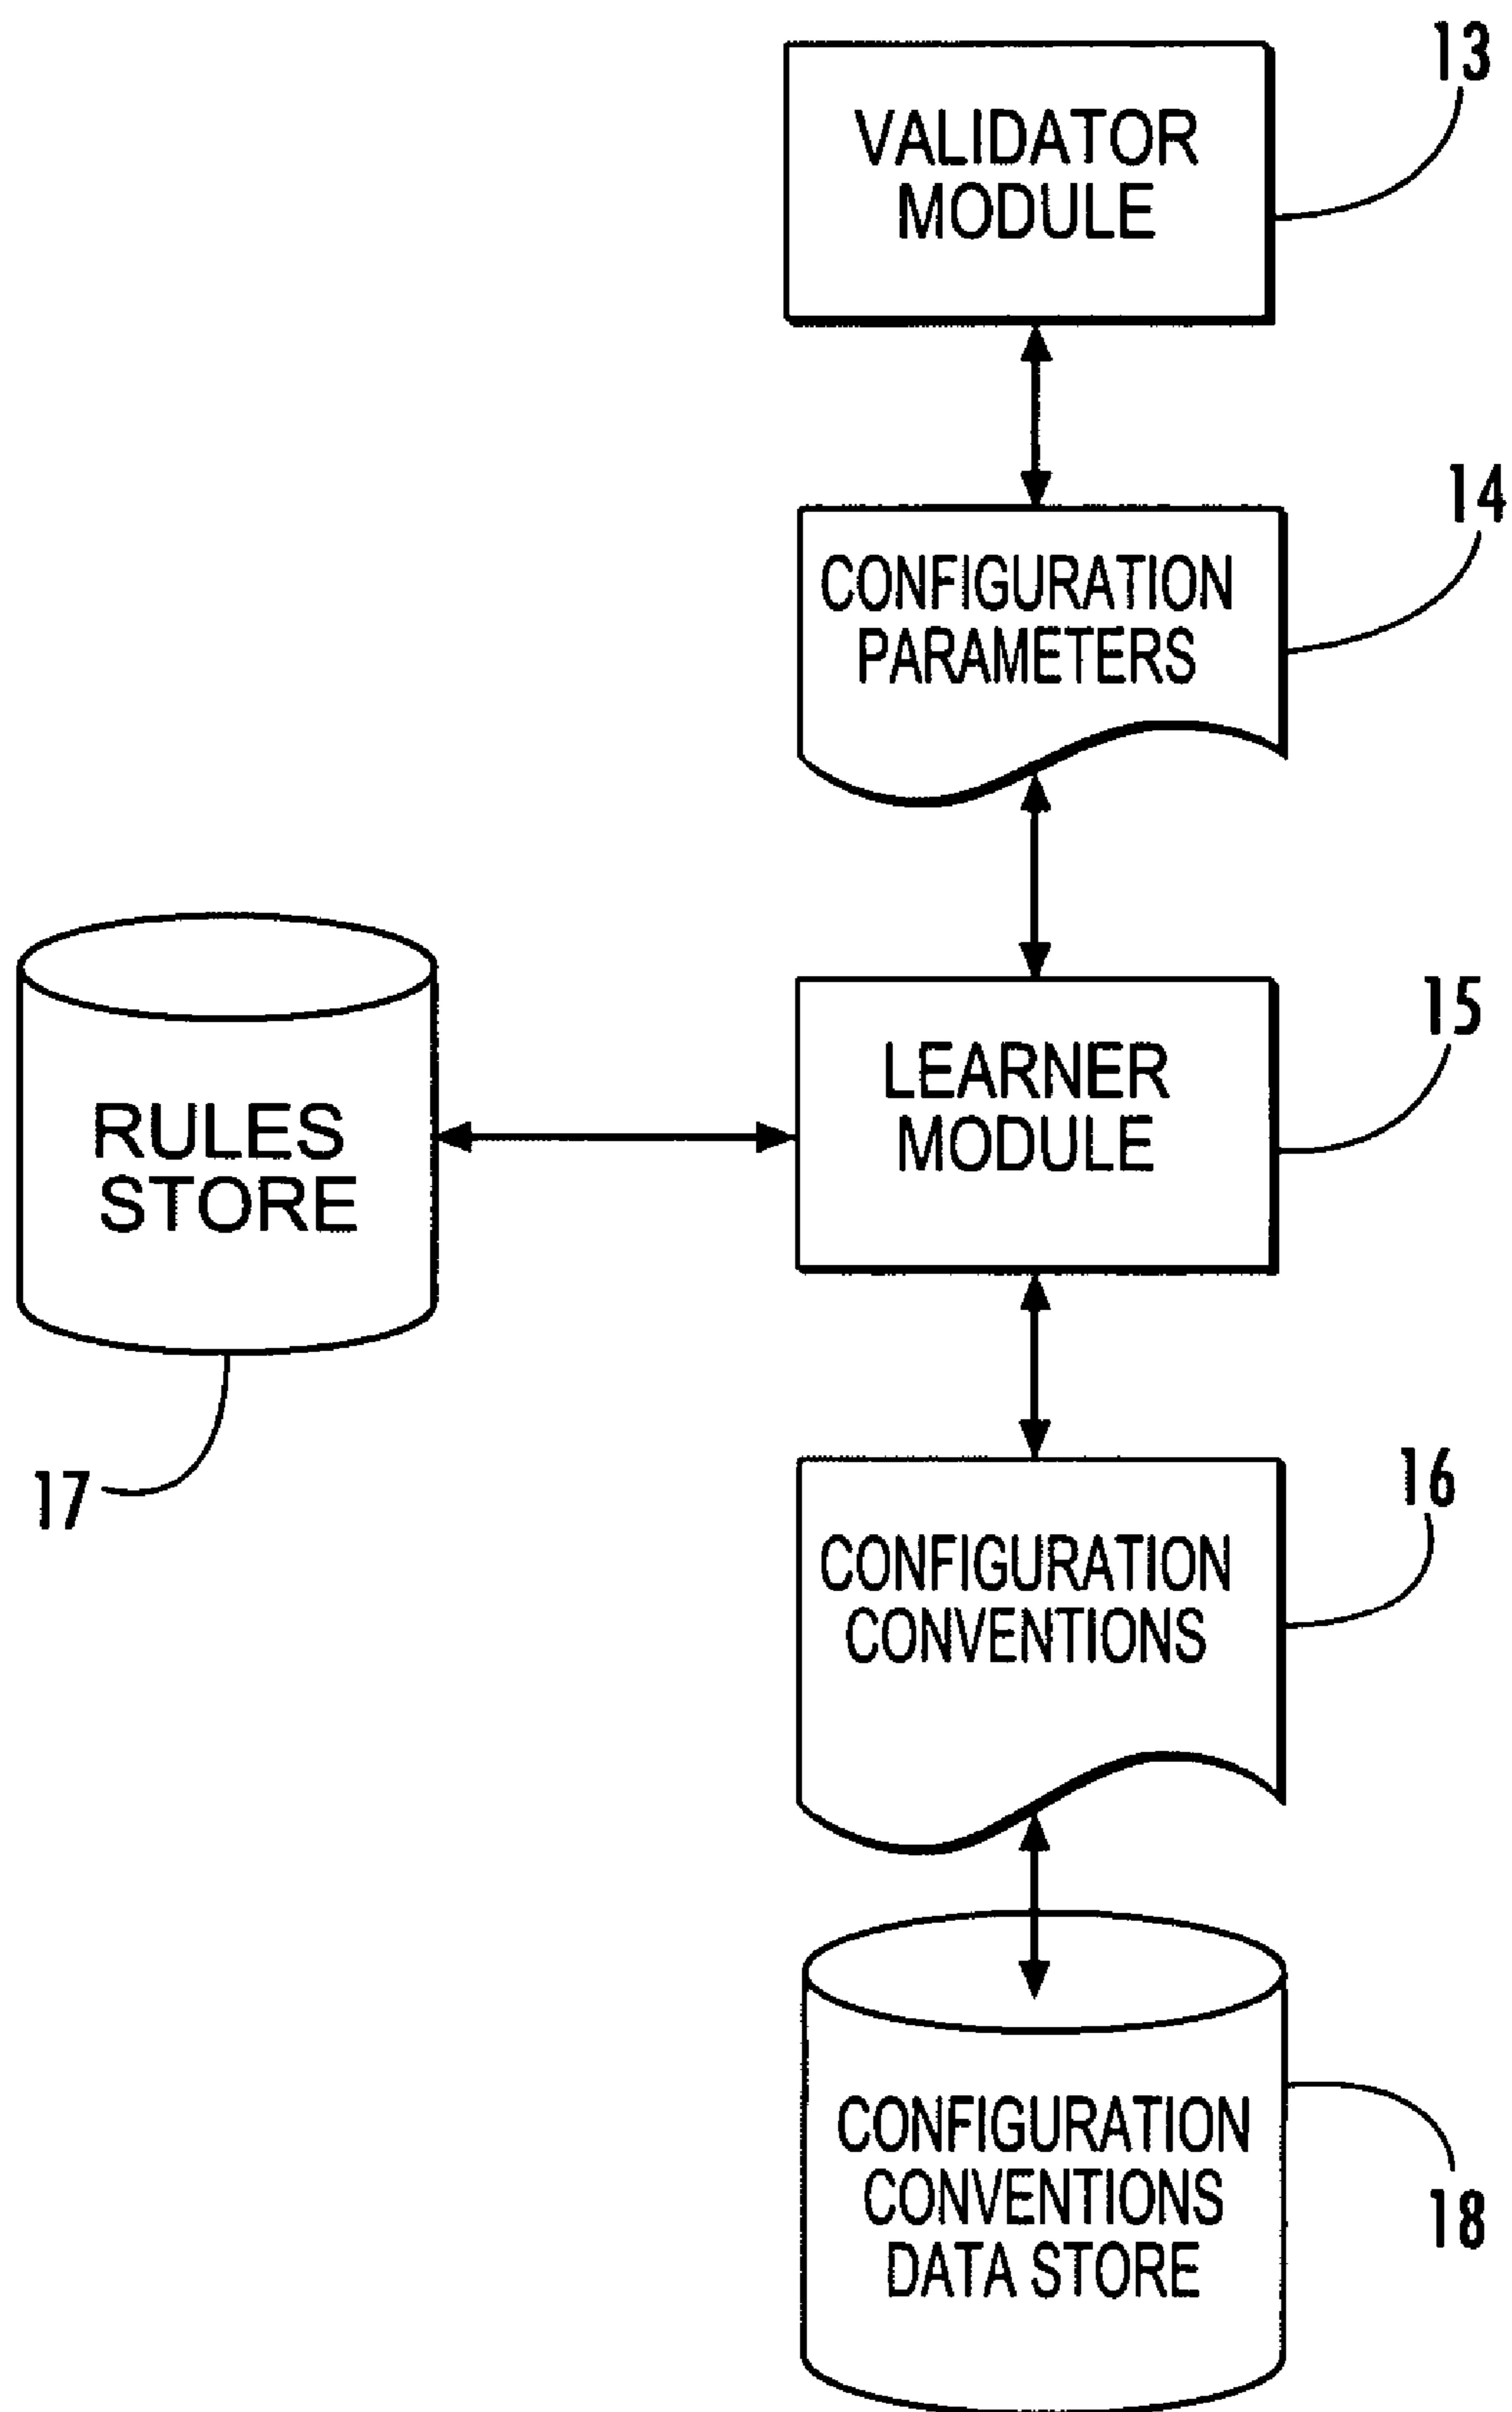 13
VALIDATOR
MODULE
14
CONFIGURATION
PARAMETERS
15
LEARNER
MODULE
RULES
STORE
17
16
CONFIGURATION
CONVENTIONS
CONFIGURATION
CONVENTIONS
DATA STORE
18